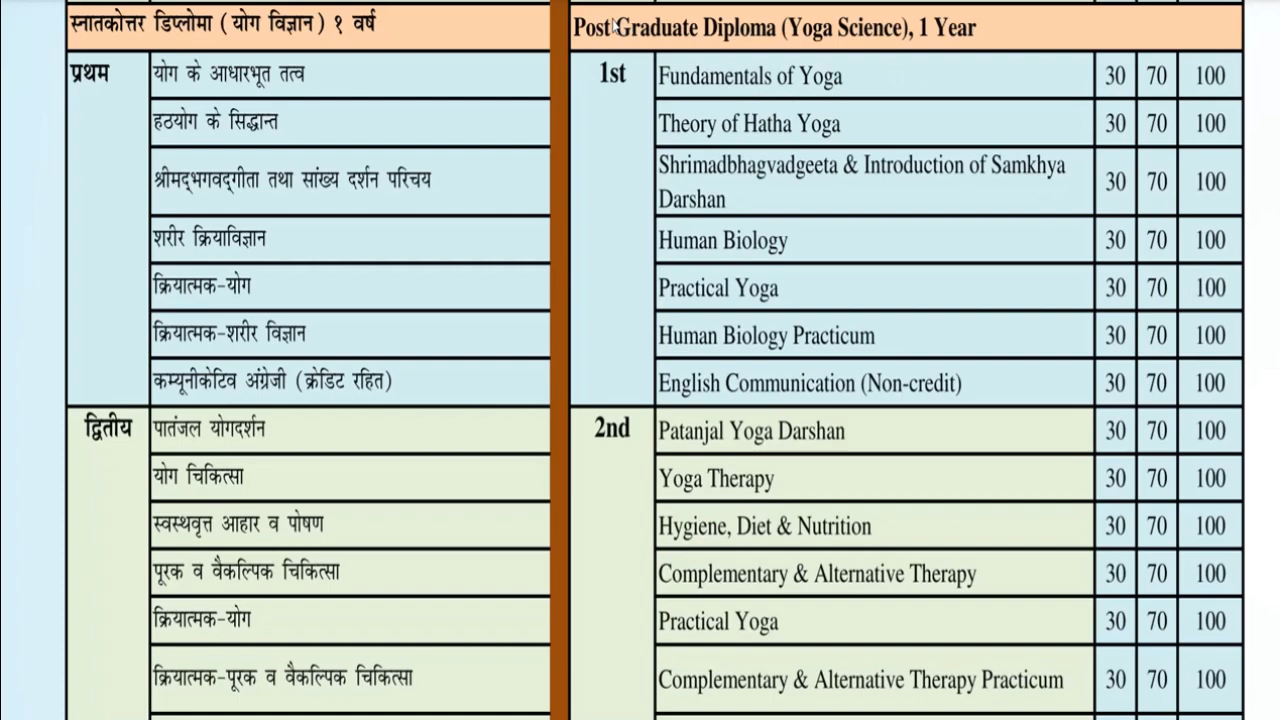 स्नातकोत्तर डिप्लोमा (योग विज्ञान) १ वर्ष
प्रथम
योग के आधारभूत तत्व
हठयोग के सिद्धान्त
श्रीमद्‌भगवद्‌गीता तथा सांख्य दर्शन परिचय
शरीर क्रियाविज्ञान
क्रियात्मक-योग
क्रियात्मक-शरीर विज्ञान
कम्यूनीकेटिव अंग्रेजी (क्रेडिट रहित)
द्वितीय
पातंजल योगदर्शन
योग चिकित्सा
स्वस्थवृत्त आहार व पोषण
पूरक व वैकल्पिक चिकित्सा
क्रियात्मक-योग
क्रियात्मक-पूरक व वैकल्पिक चिकित्सा
Post Graduate Diploma (Yoga Science), 1 Year
1st Fundamentals of Yoga 30 70 100
Theory of Hatha Yoga 30 70 100
Shrimadbhagvadgeeta & Introduction of Samkhya
Darshan 30 70 100
Human Biology 30 70 100
Practical Yoga 30 70 100
Human Biology Practicum 30 70 100
English Communication (Non-credit) 30 70 100
2nd Patanjal Yoga Darshan 30 70 100
Yoga Therapy 30 70 100
Hygiene, Diet & Nutrition 30 70 100
Complementary & Alternative Therapy 30 70 100
Practical Yoga 30 70 100
Complementary & Alternative Therapy Practicum 30 70 100